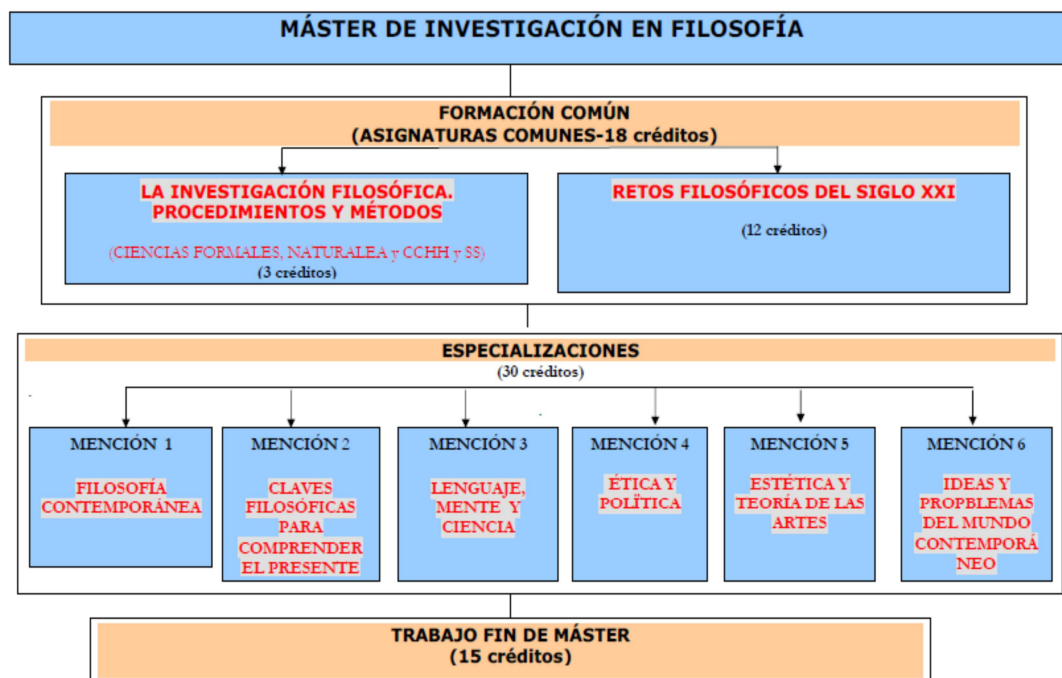 MÁSTER DE INVESTIGACIÓN EN FILOSOFÍA
FORMACIÓN COMÚN
(ASIGNATURAS COMUNES-18 créditos)
LA INVESTIGACIÓN FILOSÓFICA.
PROCEDIMIENTOS Y MÉTODOS
(CIENCIAS FORMALES, NATURALEA y CCHH y SS)
(3 créditos)
RETOS FILOSÓFICOS DEL SIGLO XXI
(12 créditos)
ESPECIALIZACIONES
(30 créditos)
MENCIÓN 1
FILOSOFÍA
CONTEMPORÁNEA
MENCIÓN 2
CLAVES
FILOSÓFICAS
PARA
COMPRENDER
EL PRESENTE
MENCIÓN 3
LENGUAJE,
MENTE Y
CIENCIA
MENCIÓN 4
ÉTICA Y
POLÏTICA
MENCIÓN 5
ESTÉTICA Y
TEORÍA DE LAS
ARTES
MENCIÓN 6
IDEAS Y
PROPBLEMAS
DEL MUNDO
CONTEMPORÁ
NEO
TRABAJO FIN DE MÁSTER
(15 créditos)